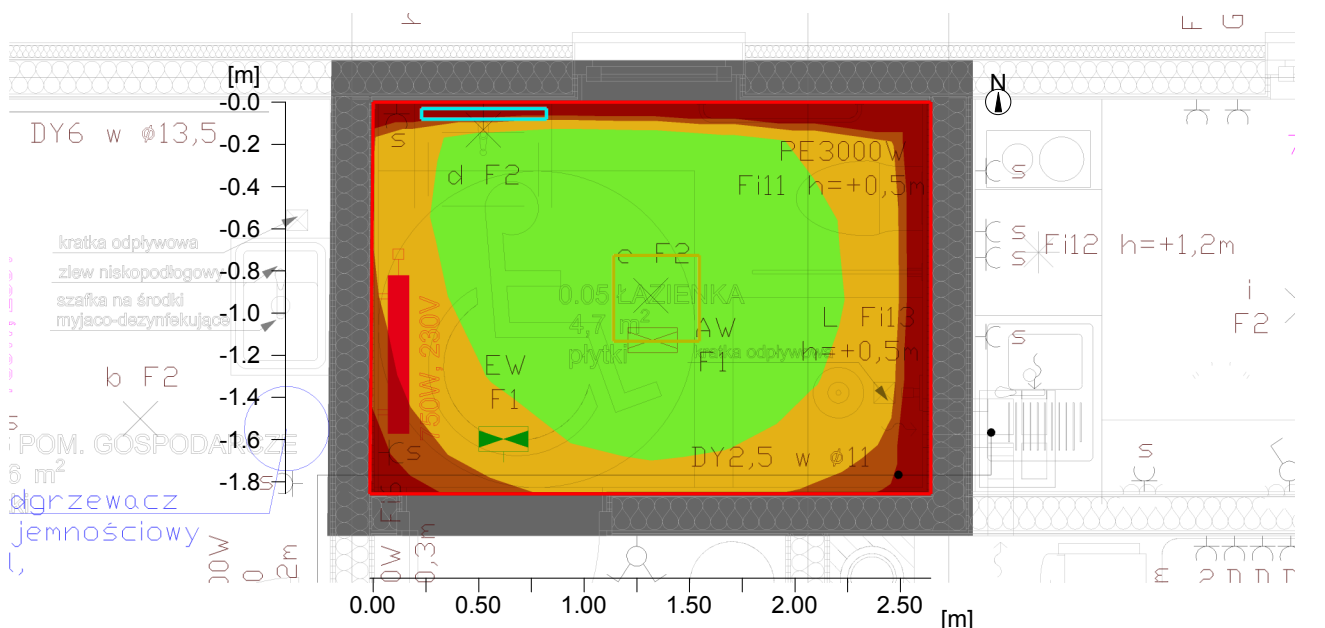 [m]
N
-0.0
-0.2
-0.4
-0.6
-0.8
-1.0
-1.2
-1.4
-1.6
-1.8
DY6 w ø13,5
s
d F2
PE3000W
Fi11 h=+0,5m
s
s
Fi12 h=+1,2m
s
kratka odpływowa
zlew niskopodłogowy
szafka na środki
myjaco-dezynfekujące
c F2
0.05 ŁAZIENKA
4,7 m²
płytki
750W,230V
AW
F1
kratka odpływowa
L Fi13
h=+0,5m
i
F2
s
b F2
EW
F1
s
DY2,5 w ø11
POM. GOSPODARCZE
6 m²
s
s
dgrzewacz
jemnościowy
0,3m
2m
0.00
0.50
1.00
1.50
2.00
2.50
[m]